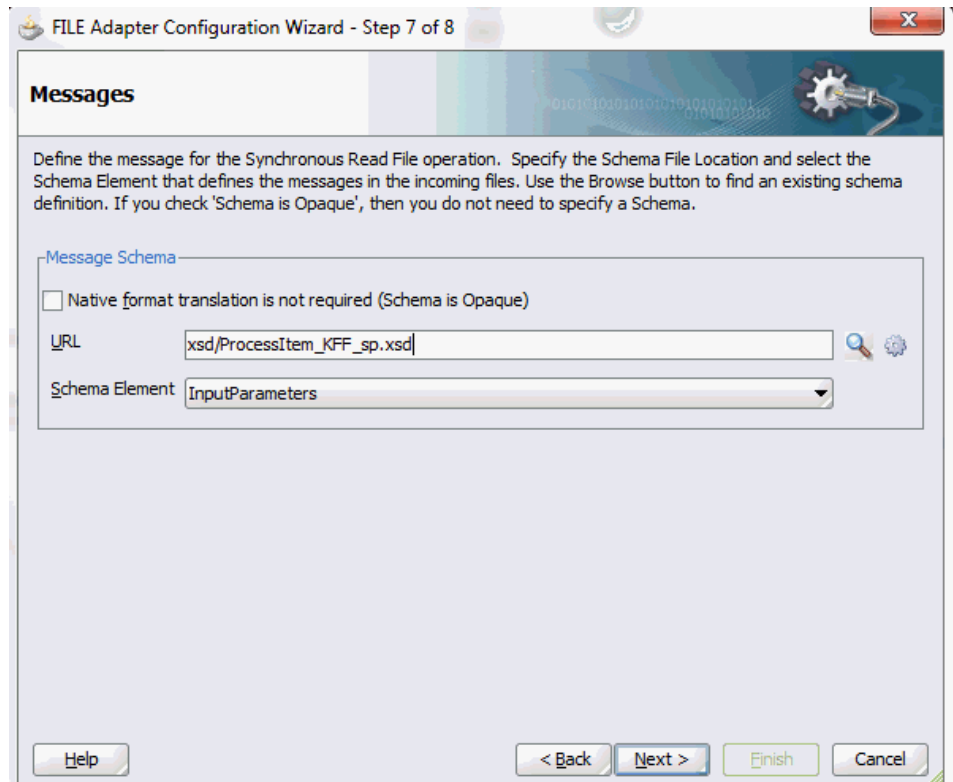 FILE Adapter Configuration Wizard - Step 7 of 8
Messages
Define the message for the Synchronous Read File operation. Specify the Schema File Location and select the
Schema Element that defines the messages in the incoming files. Use the Browse button to find an existing schema
definition. If you check 'Schema is Opaque', then you do not need to specify a Schema.
Message Schema
Native format translation is not required (Schema is Opaque)
URL
xsd/ProcessItem_KFF_sp.xsd
Schema Element
InputParameters
Help
< Back
Next >
Finish
Cancel